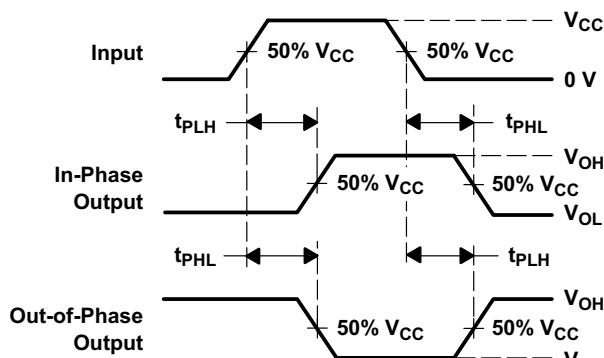 VCC
Input
50% VCC
50% VCC
0 V
tPLH
tPHL
In-Phase
Output
50% VCC
50% VCC
VOH
VOL
tPHL
tPLH
Out-of-Phase
Output
50% VCC
50% VCC
VOH